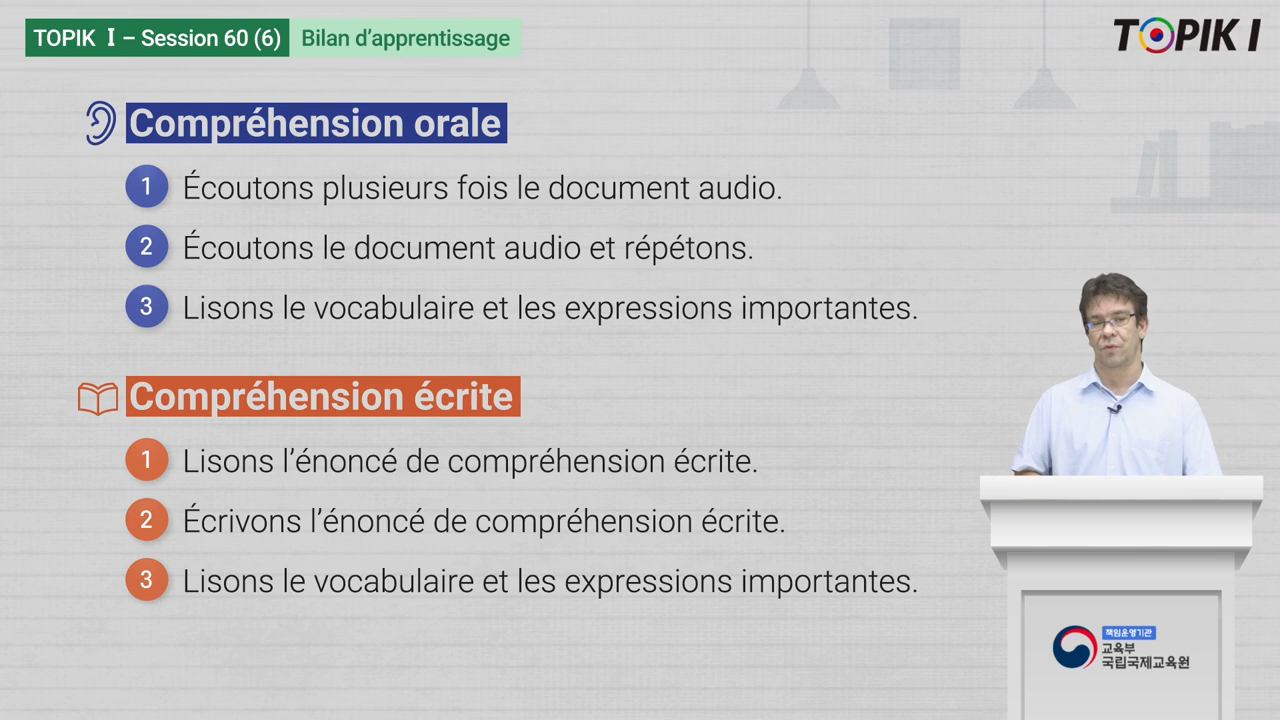 TOPIK Ⅰ – Session 60 (6)
Bilan d’apprentissage
TOPIK I
Compréhension orale
1 Écoutons plusieurs fois le document audio.
2 Écoutons le document audio et répétons.
3 Lisons le vocabulaire et les expressions importantes.
Compréhension écrite
1 Lisons l’énoncé de compréhension écrite.
2 Écrivons l’énoncé de compréhension écrite.
3 Lisons le vocabulaire et les expressions importantes.
책임운영기관
교육부
국립국제교육원